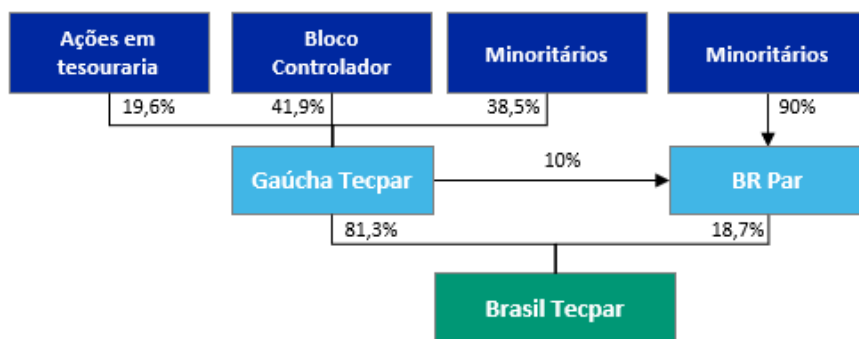 Ações em
tesouraria
Bloco
Controlador
Minoritários
Minoritários
19,6%
41,9%
38,5%
90%
Gaúcha Tecpar
10%
BR Par
81,3%
18,7%
Brasil Tecpar